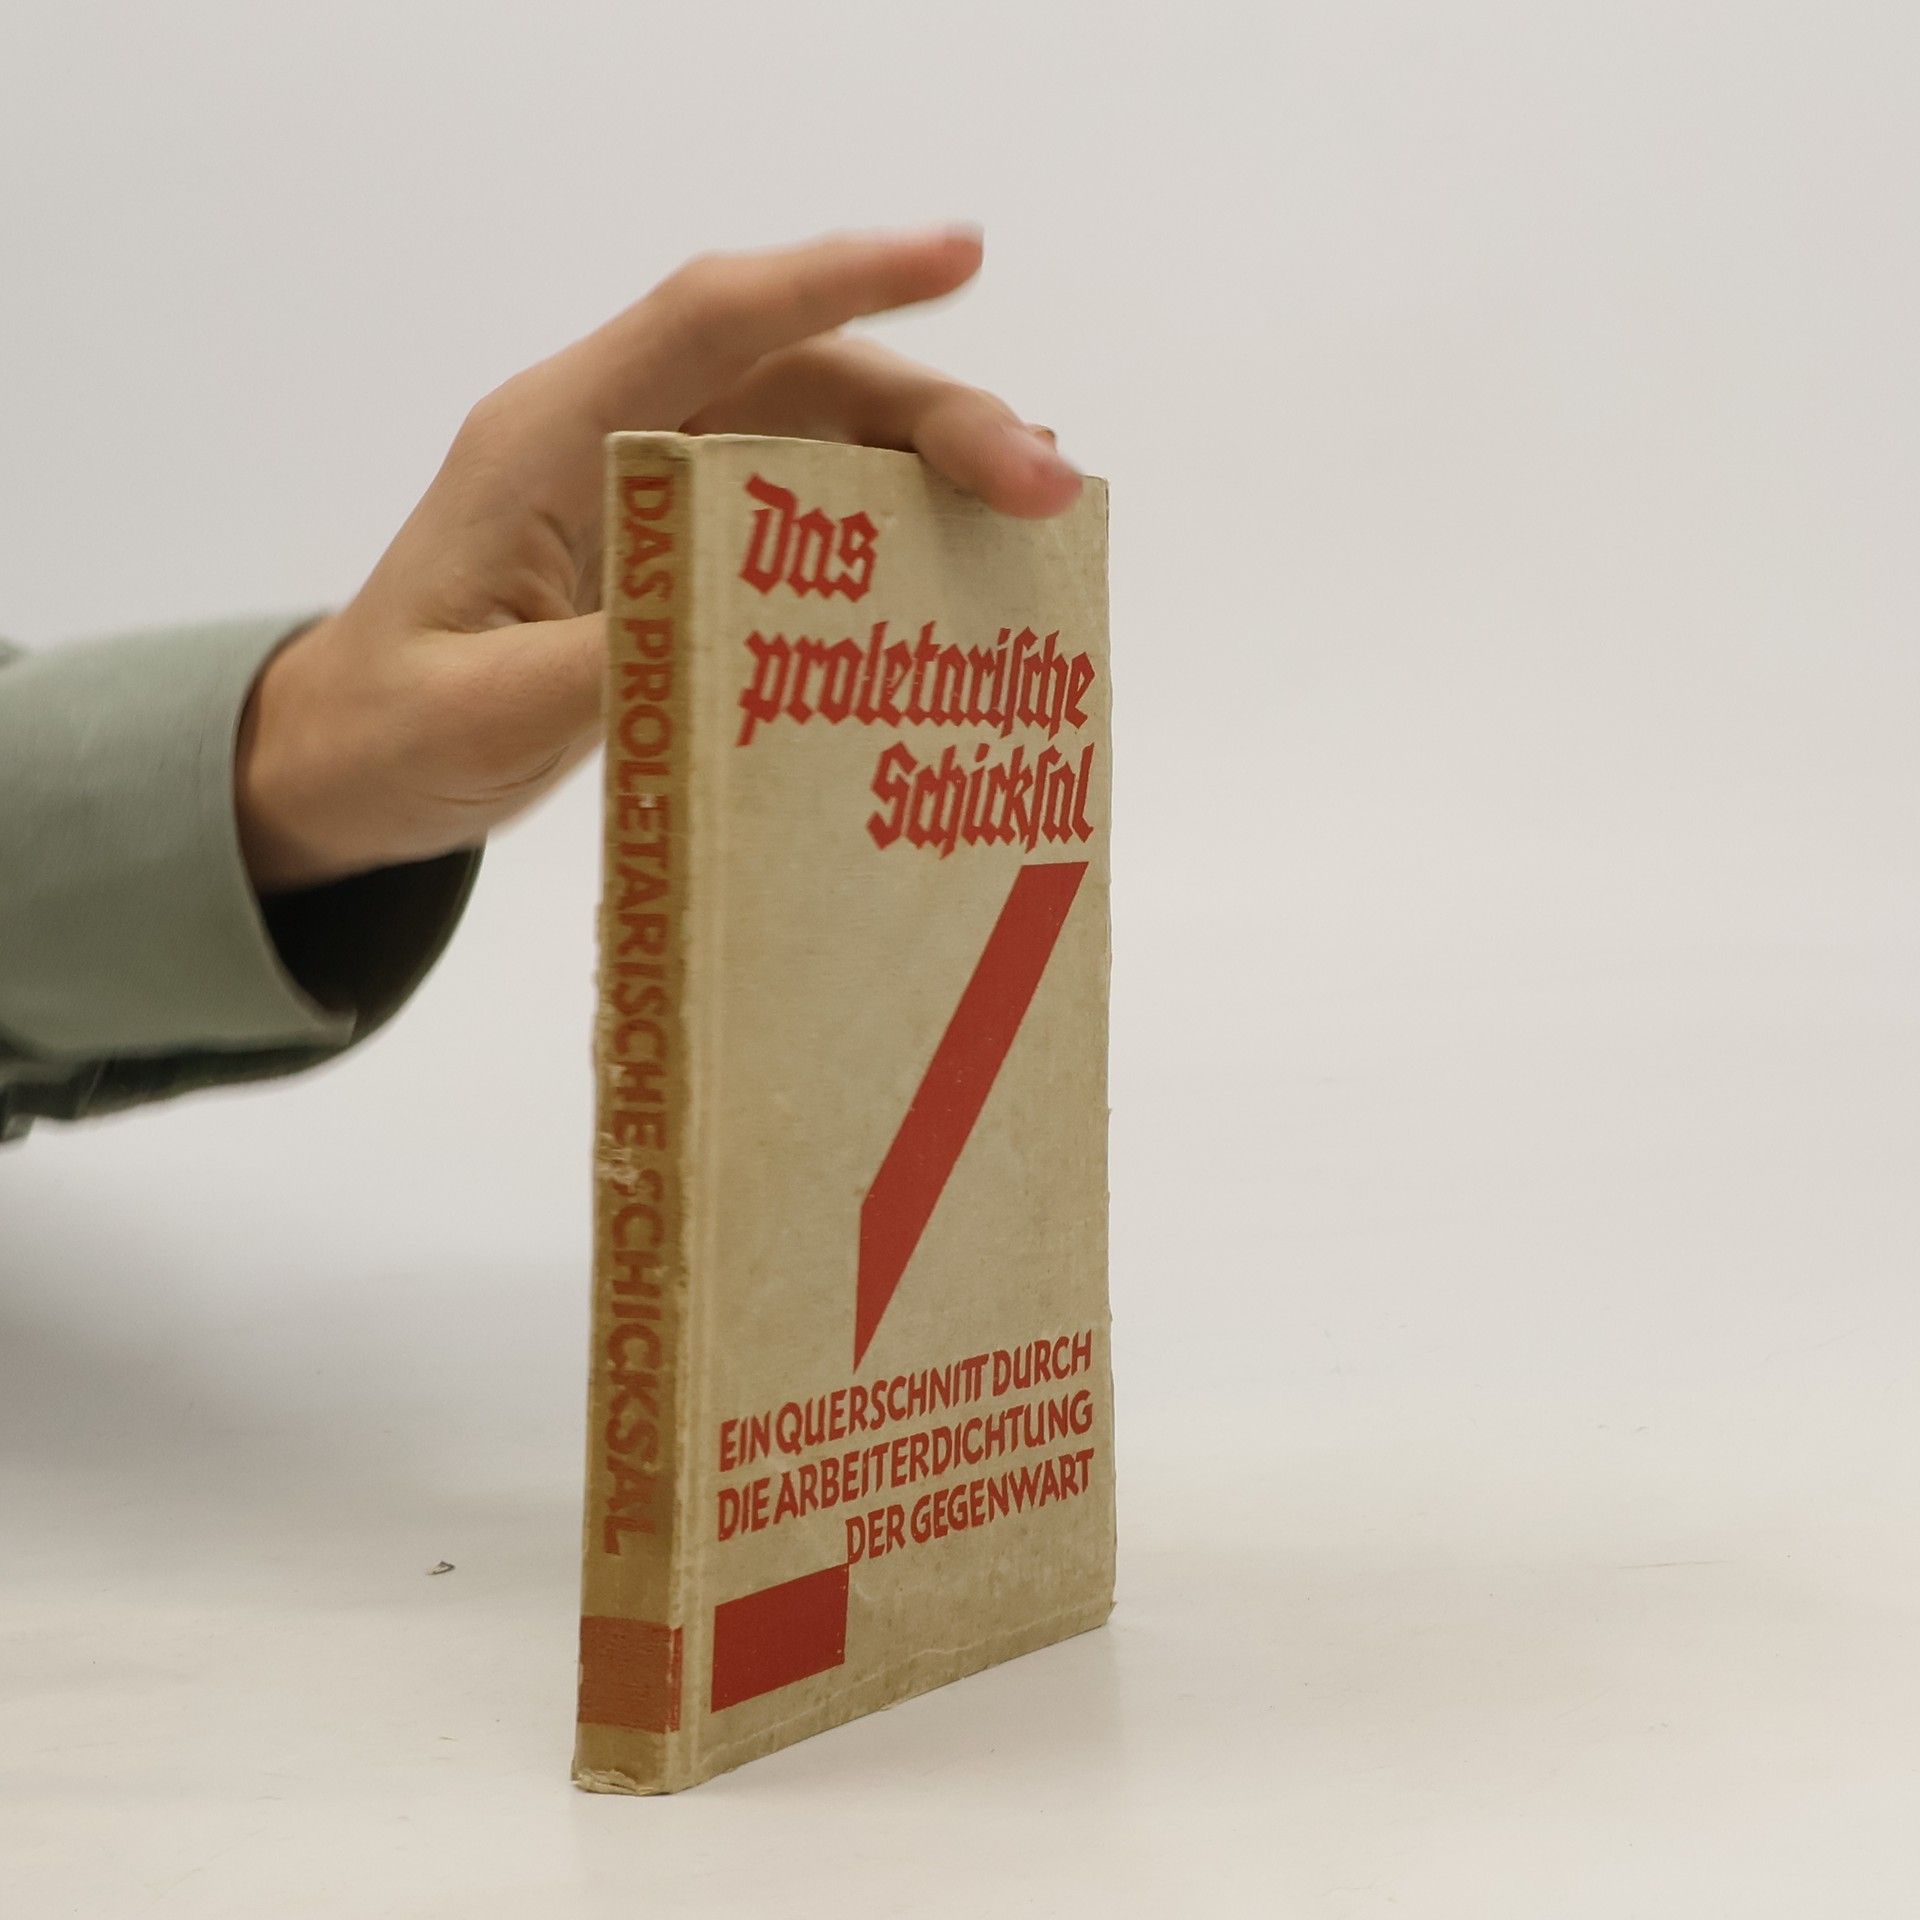 DAS PROLETARISCHE SCHICKSAL
Das
proletariſche
Schickſal
EIN QUERSCHNITT DURCH
DIE ARBEITERDICHTUNG
DER GEGENWART